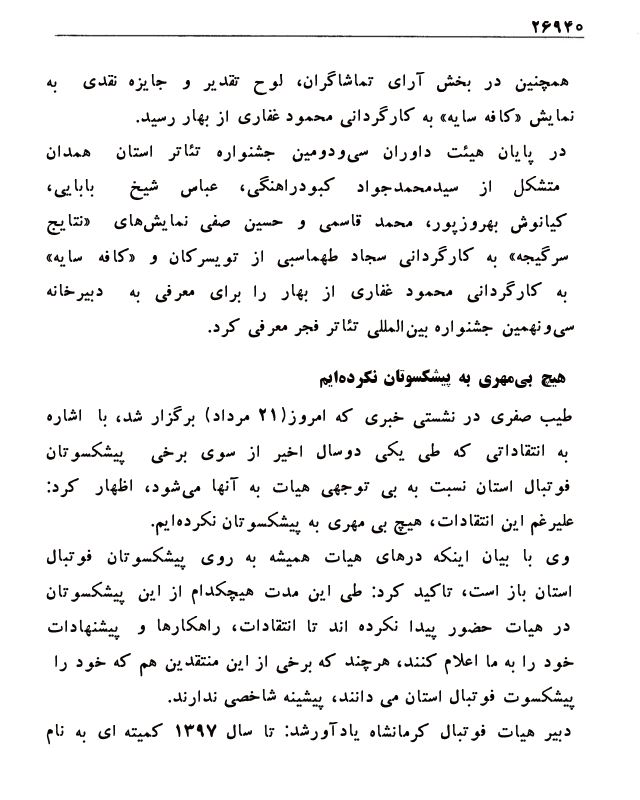 ۲۶۹۴۰
همچنین در بخش آرای تماشاگران، لوح تقدیر و جایزه نقدی به
نمایش «کافه سایه» به کارگردانی محمود غفاری از بهار رسید.
در پایان هیئت داوران سی‌ودومین جشنواره تئاتر استان همدان
متشکل از سیدمحمدجواد کبودراهنگی، عباس شیخ بابایی،
کیانوش بهروزپور، محمد قاسمی و حسین صفی نمایش‌های «نتایج
سرگیجه» به کارگردانی سجاد طهماسبی از تویسرکان و «کافه سایه»
به کارگردانی محمود غفاری از بهار را برای معرفی به دبیرخانه
سی‌ونهمین جشنواره بین‌المللی تئاتر فجر معرفی کرد.
هیچ بی‌مهری به پیشکسوتان نکرده‌ایم
طیب صفری در نشستی خبری که امروز(۲۱ مرداد) برگزار شد، با اشاره
به انتقاداتی که طی یکی دوسال اخیر از سوی برخی پیشکسوتان
فوتبال استان نسبت به بی توجهی هیات به آنها می‌شود، اظهار کرد:
علیرغم این انتقادات، هیچ بی مهری به پیشکسوتان نکرده‌ایم.
وی با بیان اینکه درهای هیات همیشه به روی پیشکسوتان فوتبال
استان باز است، تاکید کرد: طی این مدت هیچکدام از این پیشکسوتان
در هیات حضور پیدا نکرده اند تا انتقادات، راهکارها و پیشنهادات
خود را به ما اعلام کنند، هرچند که برخی از این منتقدین هم که خود را
پیشکسوت فوتبال استان می دانند، پیشینه شاخصی ندارند.
دبیر هیات فوتبال کرمانشاه یادآورشد: تا سال ۱۳۹۷ کمیته ای به نام